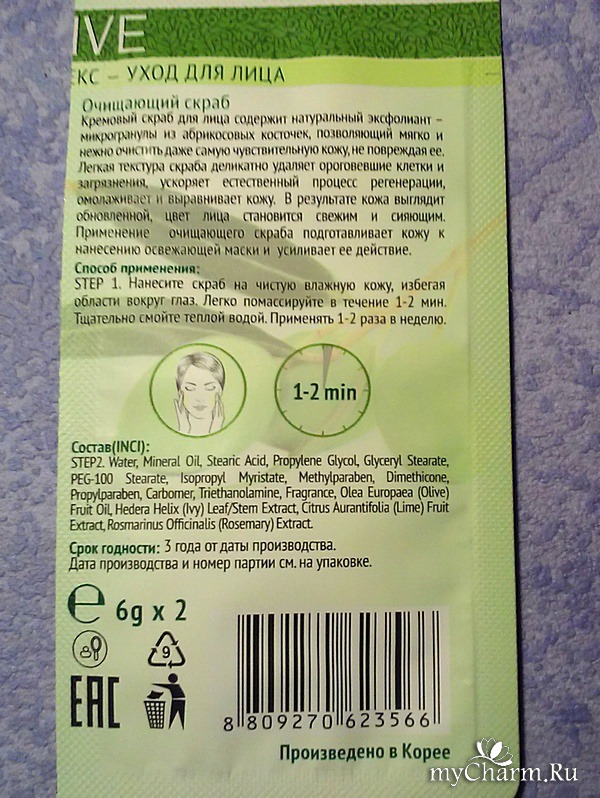 IVE
КС – УХОД ДЛЯ ЛИЦА
Очищающий скраб
Кремовый скраб для лица содержит натуральный эксфолиант –
микрогранулы из абрикосовых косточек, позволяющий мягко и
нежно очистить даже самую чувствительную кожу, не повреждая ее.
Легкая текстура скраба деликатно удаляет ороговевшие клетки и
загрязнения, ускоряет естественный процесс регенерации,
омолаживает и выравнивает кожу. В результате кожа выглядит
обновленной, цвет лица становится свежим и сияющим.
Применение очищающего скраба подготавливает кожу к
нанесению освежающей маски и усиливает ее действие.
Способ применения:
STEP 1. Нанесите скраб на чистую влажную кожу, избегая
области вокруг глаз. Легко помассируйте в течение 1-2 мин.
Тщательно смойте теплой водой. Применять 1-2 раза в неделю.
1-2 min
Состав(INCI):
STEP2. Water, Mineral Oil, Stearic Acid, Propylene Glycol, Glyceryl Stearate,
PEG-100 Stearate, Isopropyl Myristate, Methylparaben, Dimethicone,
Propylparaben, Carbomer, Triethanolamine, Fragrance, Olea Europaea (Olive)
Fruit Oil, Hedera Helix (Ivy) Leaf/Stem Extract, Citrus Aurantifolia (Lime) Fruit
Extract, Rosmarinus Officinalis (Rosemary) Extract.
Срок годности: 3 года от даты производства.
Дата производства и номер партии см. на упаковке.
e 6g x 2
9
EAC
8 809270 623566
Произведено в Корее
myCharm.Ru